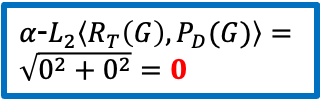 α-L₂⟨R_T(G), P_D(G)⟩ =
√(0² + 0²) = 0